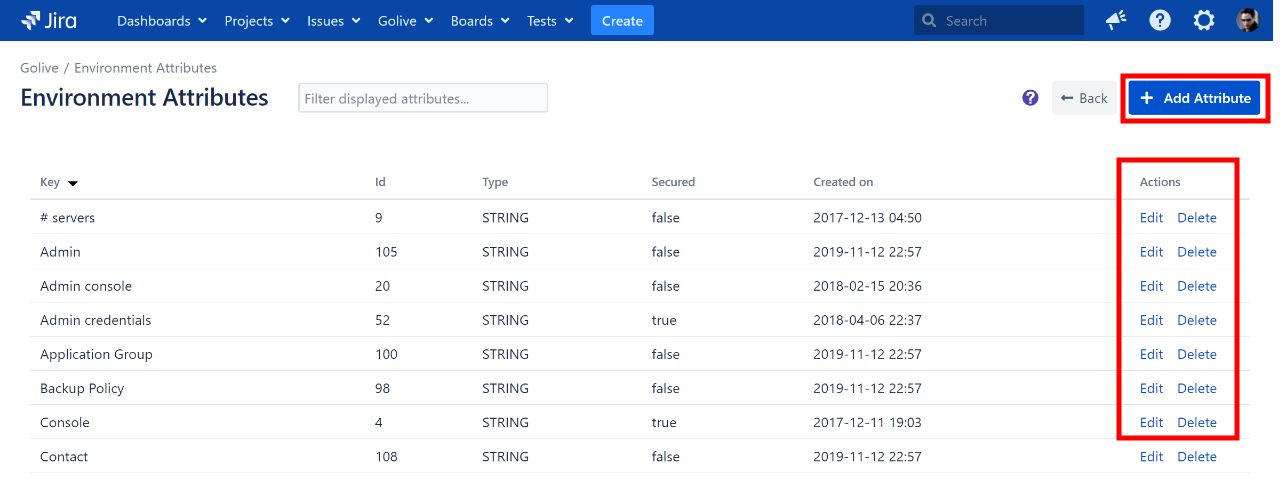 Jira Dashboards Projects Issues Golive Boards Tests Create Search
Golive / Environment Attributes
Environment Attributes Filter displayed attributes... ? ← Back + Add Attribute
Key Id Type Secured Created on Actions
# servers 9 STRING false 2017-12-13 04:50 Edit Delete
Admin 105 STRING false 2019-11-12 22:57 Edit Delete
Admin console 20 STRING false 2018-02-15 20:36 Edit Delete
Admin credentials 52 STRING true 2018-04-06 22:37 Edit Delete
Application Group 100 STRING false 2019-11-12 22:57 Edit Delete
Backup Policy 98 STRING false 2019-11-12 22:57 Edit Delete
Console 4 STRING true 2017-12-11 19:03 Edit Delete
Contact 108 STRING false 2019-11-12 22:57 Edit Delete